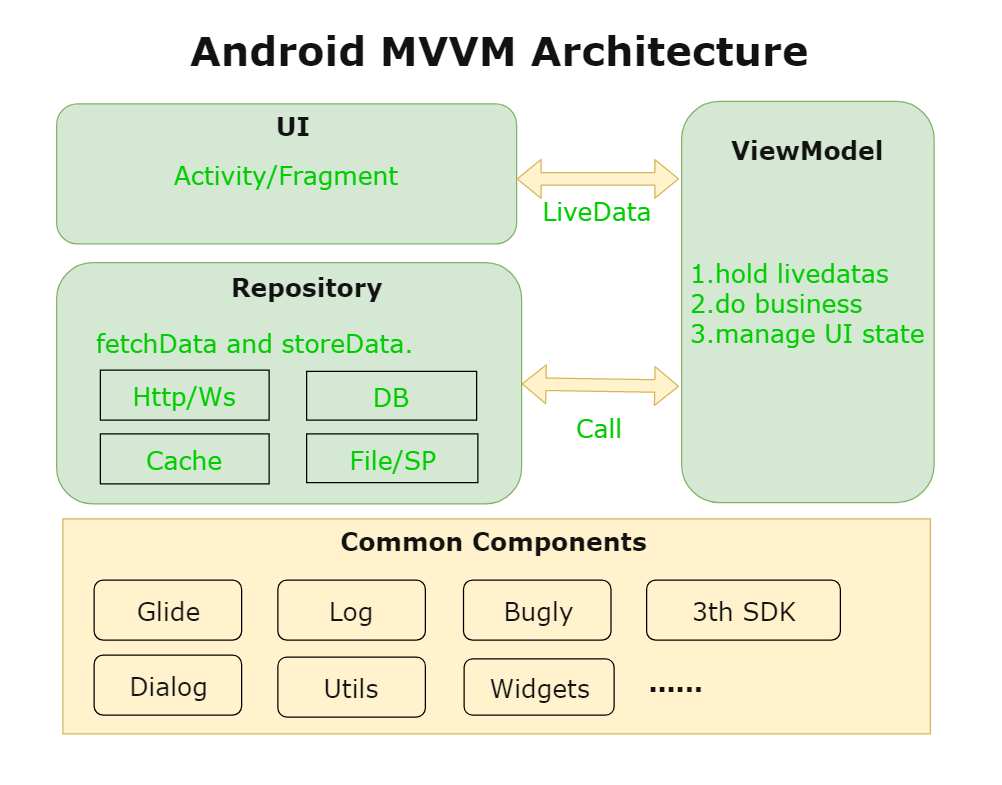 Android MVVM Architecture
UI
Activity/Fragment
LiveData
ViewModel
1.hold livedatas
2.do business
3.manage UI state
Repository
fetchData and storeData.
Http/Ws
DB
Cache
File/SP
Call
Common Components
Glide
Log
Bugly
3th SDK
Dialog
Utils
Widgets
......